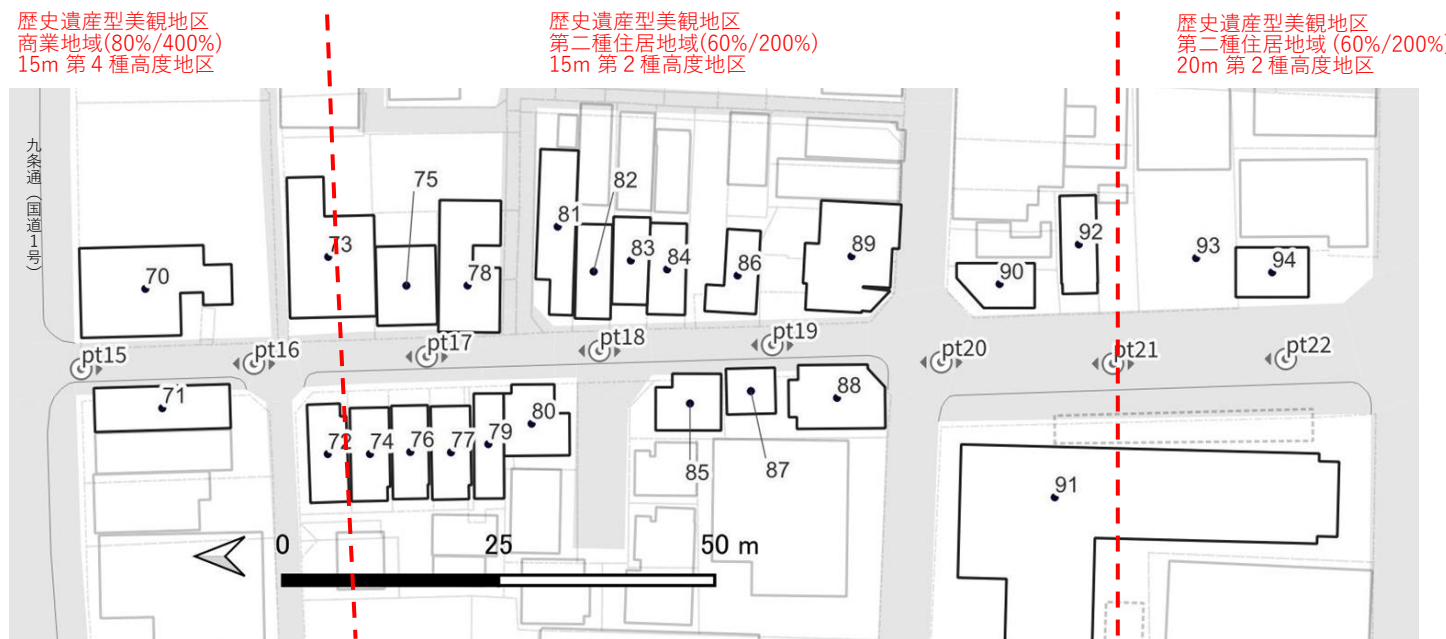 歴史遺産型美観地区
商業地域(80%/400%)
15m 第４種高度地区
歴史遺産型美観地区
第二種住居地域(60%/200%)
15m 第２種高度地区
歴史遺産型美観地区
第二種住居地域 (60%/200%)
20m 第２種高度地区
九条通（国道１号）
75
82
81
73
83
84
78
86
89
92
93
94
90
70
pt15
pt16
pt17
pt18
pt19
pt20
pt21
pt22
71
72
74
76
77
79
80
85
87
88
91
0
25
50 m